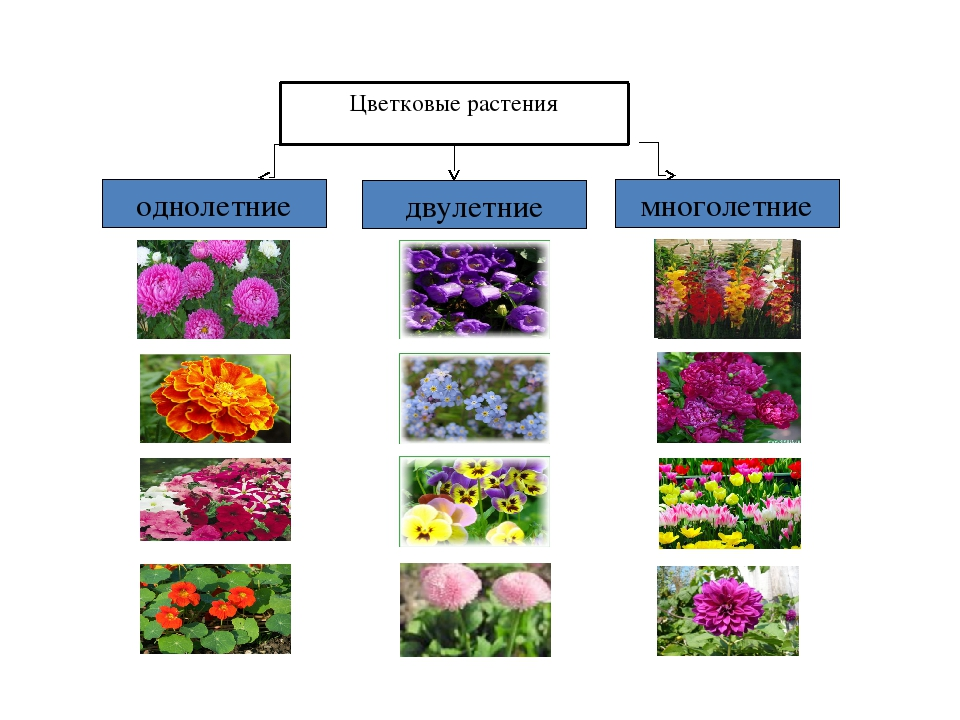 Цветковые растения
однолетние
двулетние
многолетние